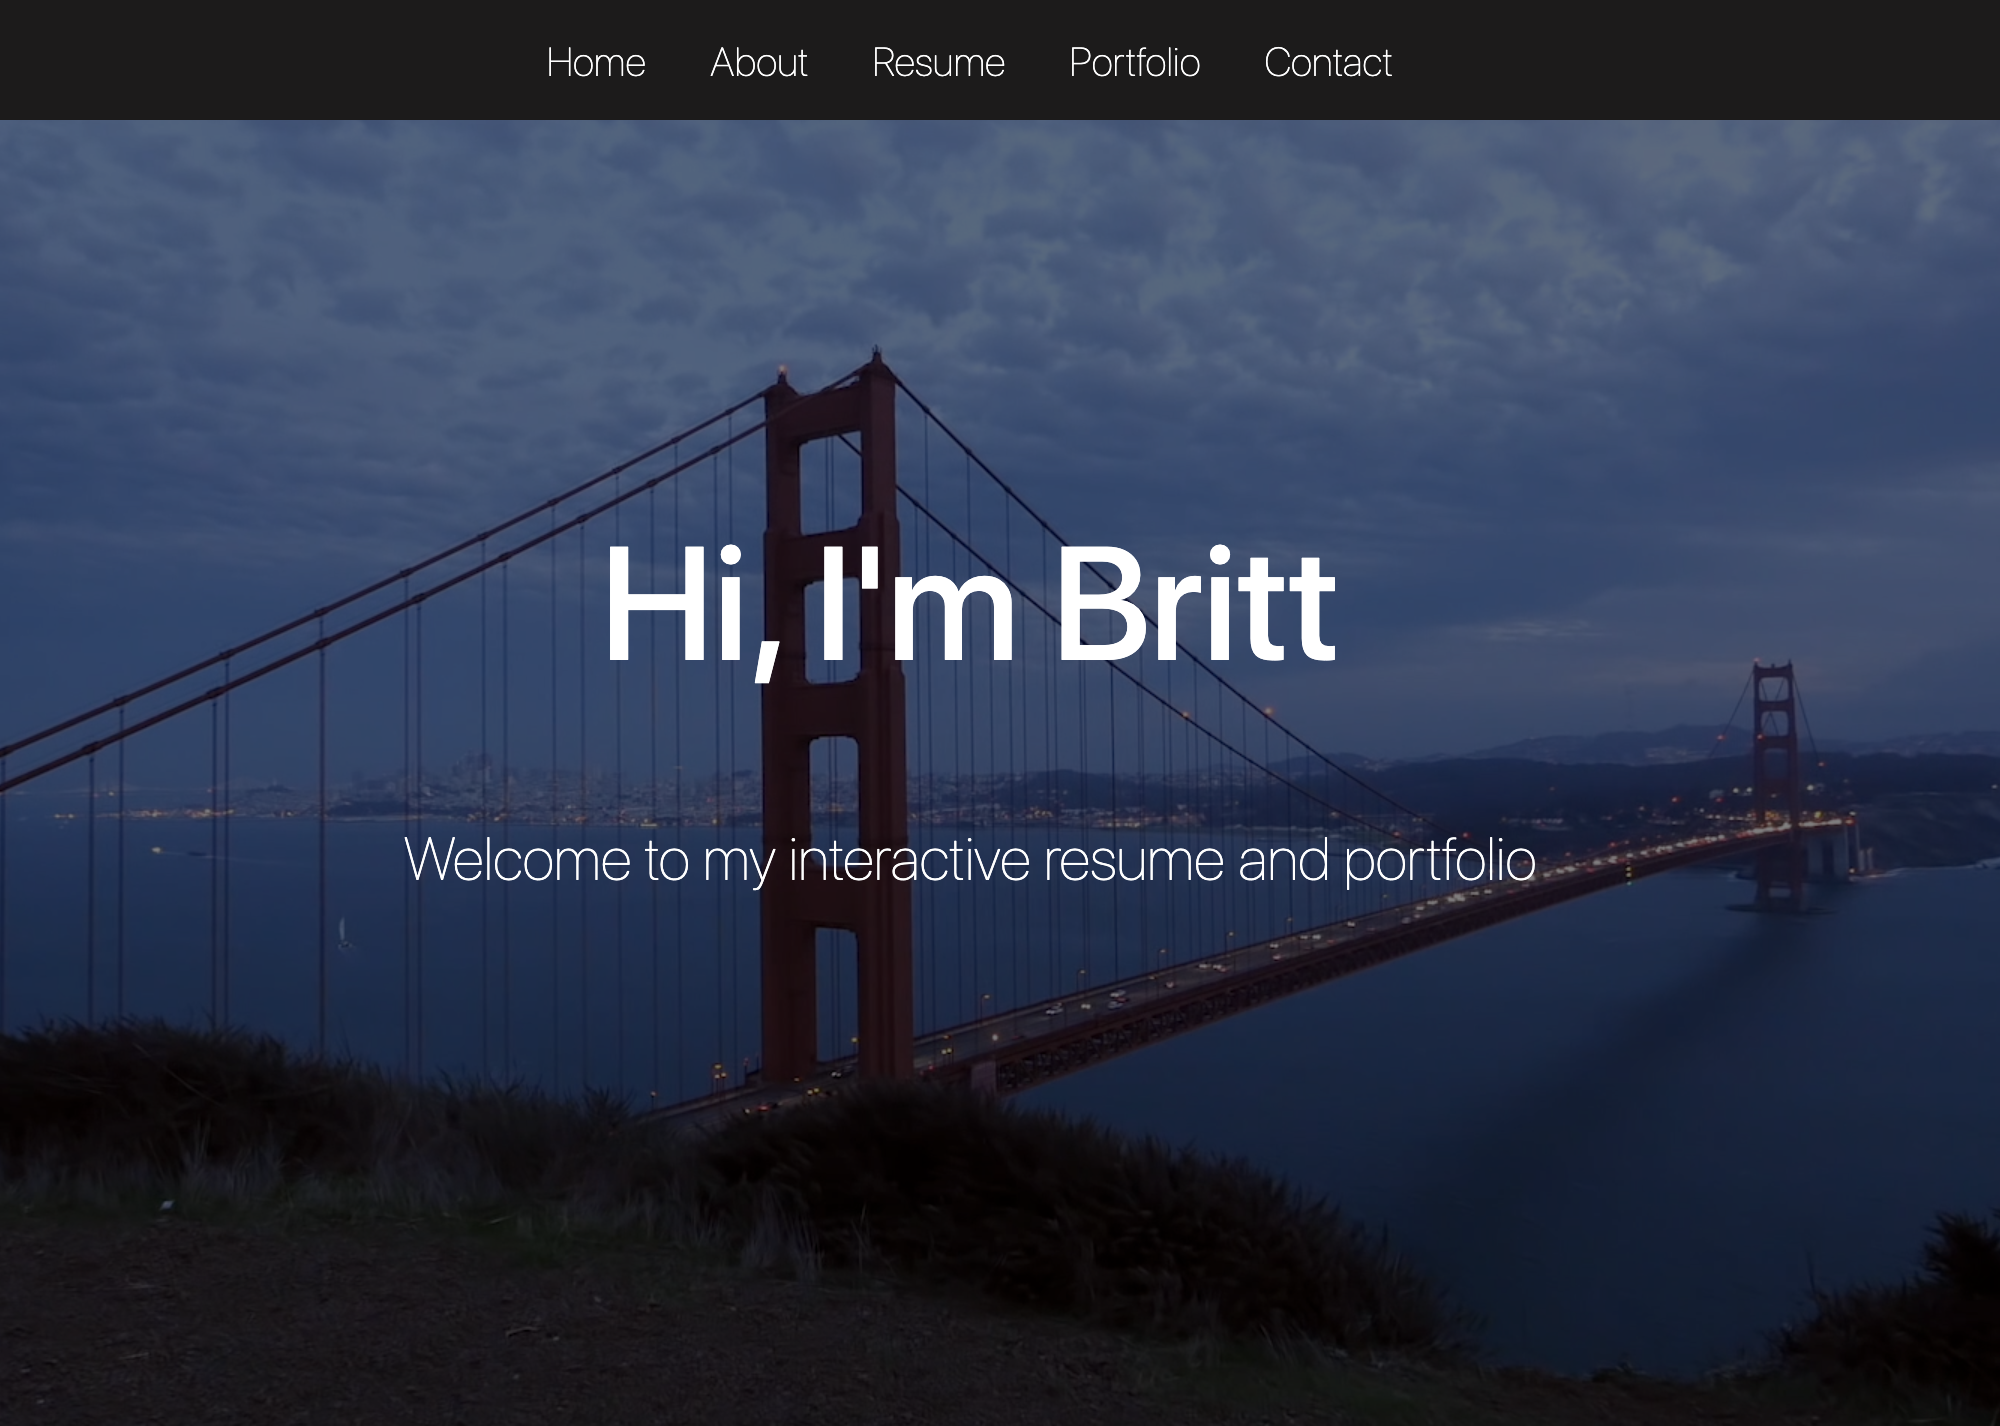 Home About Resume Portfolio Contact
Hi, I'm Britt
Welcome to my interactive resume and portfolio